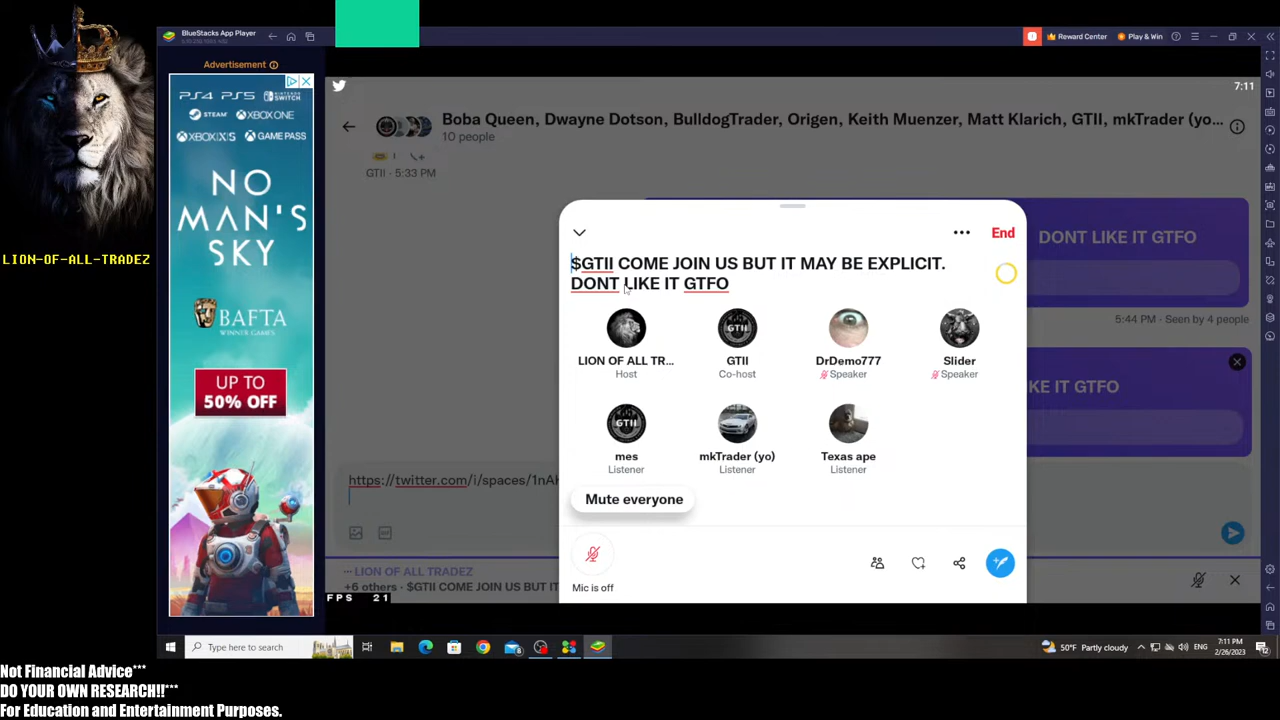 BlueStacks App Player
Reward Center
Play & Win
Advertisement
7:11
PS4 PS5 NINTENDO SWITCH
STEAM XBOX ONE
XBOX X|S GAME PASS
NO
MAN'S
SKY
BAFTA
WINNER GAMES
UP TO
50% OFF
Boba Queen, Dwayne Dotson, BulldogTrader, Origen, Keith Muenzer, Matt Klarich, GTII, mkTrader (yo...
10 people
GTII · 5:33 PM
DONT LIKE IT GTFO
5:44 PM · Seen by 4 people
KE IT GTFO
End
$GTII COME JOIN US BUT IT MAY BE EXPLICIT.
DONT LIKE IT GTFO
LION OF ALL TR... GTII DrDemo777 Slider
Host Co-host Speaker Speaker
mes mkTrader (yo) Texas ape
Listener Listener Listener
https://twitter.com/i/spaces/1nA
Mute everyone
Mic is off
LION OF ALL TRADEZ
+6 others · $GTII COME JOIN US BUT IT
FPS 21
Type here to search
50°F Partly cloudy
ENG
7:11 PM
2/26/2023
LION-OF-ALL-TRADEZ
Not Financial Advice***
DO YOUR OWN RESEARCH!!***
For Education and Entertainment Purposes.